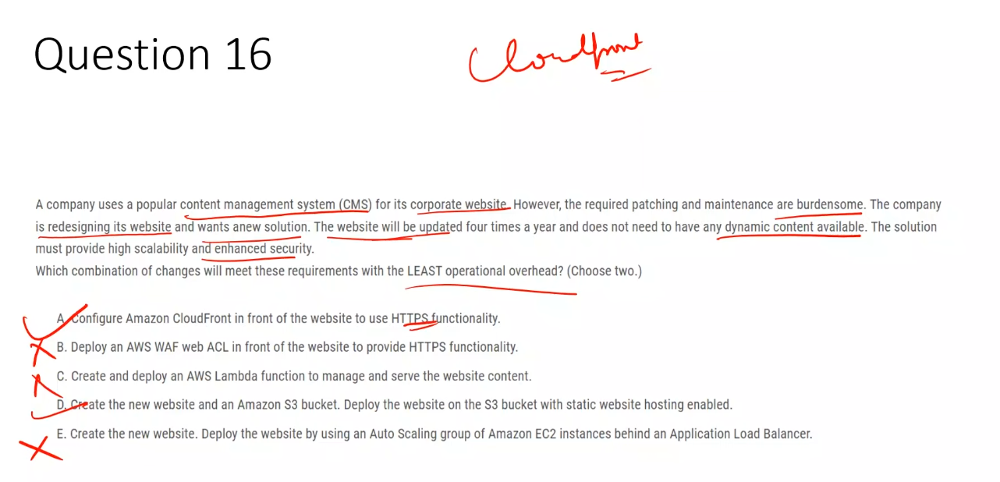 Question 16
Cloudfront
A company uses a popular content management system (CMS) for its corporate website. However, the required patching and maintenance are burdensome. The company
is redesigning its website and wants anew solution. The website will be updated four times a year and does not need to have any dynamic content available. The solution
must provide high scalability and enhanced security.
Which combination of changes will meet these requirements with the LEAST operational overhead? (Choose two.)
A. Configure Amazon CloudFront in front of the website to use HTTPS functionality.
B. Deploy an AWS WAF web ACL in front of the website to provide HTTPS functionality.
C. Create and deploy an AWS Lambda function to manage and serve the website content.
D. Create the new website and an Amazon S3 bucket. Deploy the website on the S3 bucket with static website hosting enabled.
E. Create the new website. Deploy the website by using an Auto Scaling group of Amazon EC2 instances behind an Application Load Balancer.